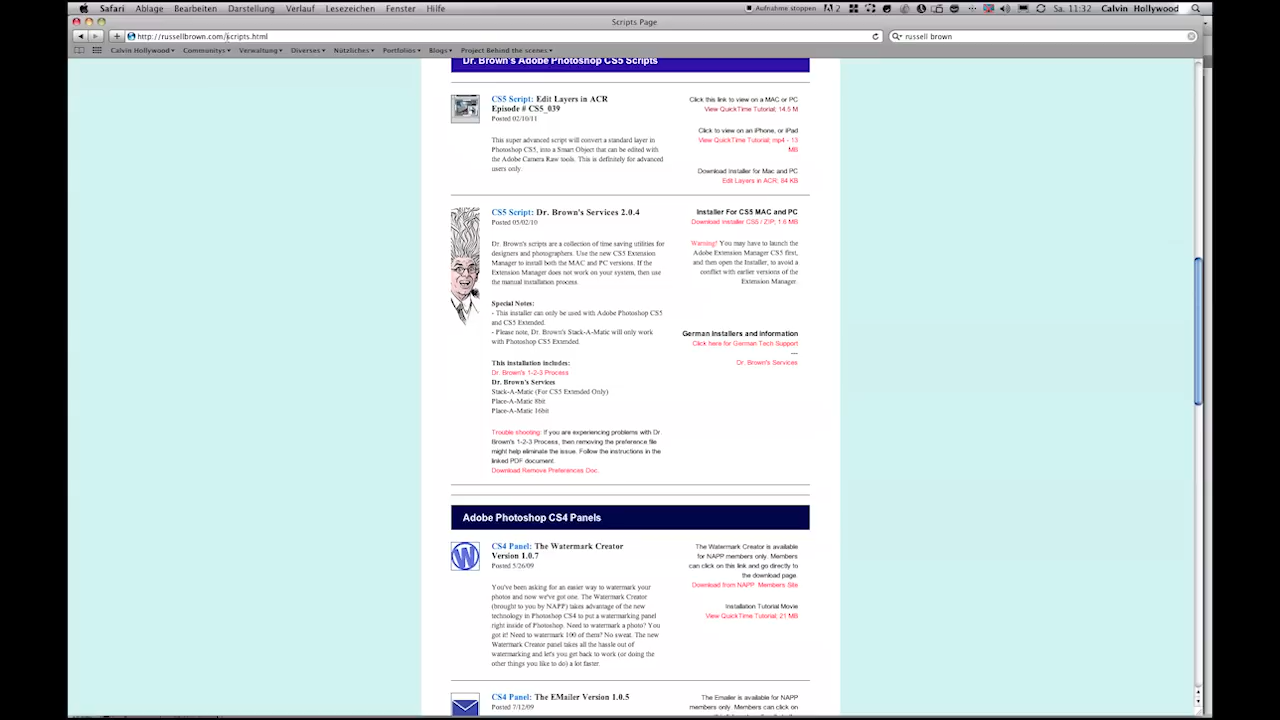 Safari Ablage Bearbeiten Darstellung Verlauf Lesezeichen Fenster Hilfe
Aufnahme stoppen 2 Sa. 11:32 Calvin Hollywood
Scripts Page
http://russellbrown.com/scripts.html
russell brown
Calvin Hollywood Communitys Verwaltung Diverses Nützliches Portfolios Blogs Project Behind the scenes
Dr. Brown's Adobe Photoshop CS5 Scripts
CS5 Script: Edit Layers in ACR
Episode # CS5_039
Posted 02/10/11
This super advanced script will convert a standard layer in
Photoshop CS5, into a Smart Object that can be edited with
the Adobe Camera Raw tools. This is definitely for advanced
users only.
Click this link to view on a MAC or PC
View QuickTime Tutorial; 14.5 M
Click to view on an iPhone, or iPad
View QuickTime Tutorial; mp4 - 13
MB
Download Installer for Mac and PC
Edit Layers in ACR; 84 KB
CS5 Script: Dr. Brown's Services 2.0.4
Posted 05/02/10
Dr. Brown's scripts are a collection of time saving utilities for
designers and photographers. Use the new CS5 Extension
Manager to install both the MAC and PC versions. If the
Extension Manager does not work on your system, then use
the manual installation process.
Special Notes:
- This installer can only be used with Adobe Photoshop CS5
and CS5 Extended.
- Please note, Dr. Brown's Stack-A-Matic will only work
with Photoshop CS5 Extended.
This installation includes:
Dr. Brown's 1-2-3 Process
Dr. Brown's Services
Stack-A-Matic (For CS5 Extended Only)
Place-A-Matic 8bit
Place-A-Matic 16bit
Trouble shooting: If you are experiencing problems with Dr.
Brown's 1-2-3 Process, then removing the preference file
might help eliminate the issue. Follow the instructions in the
linked PDF document.
Download Remove Preferences Doc.
Installer For CS5 MAC and PC
Download Installer CS5 / ZIP; 1.6 MB
Warning! You may have to launch the
Adobe Extension Manager CS5 first,
and then open the Installer, to avoid a
conflict with earlier versions of the
Extension Manager.
German Installers and information
Click here for German Tech Support
—
Dr. Brown's Services
Adobe Photoshop CS4 Panels
CS4 Panel: The Watermark Creator
Version 1.0.7
Posted 5/26/09
You've been asking for an easier way to watermark your
photos and now we've got one. The Watermark Creator
(brought to you by NAPP) takes advantage of the new
technology in Photoshop CS4 to put a watermarking panel
right inside of Photoshop. Need to watermark a photo? You
got it! Need to watermark 100 of them? No sweat. The new
Watermark Creator panel takes all the hassle out of
watermarking and let's you get back to work (or doing the
other things you like to do) a lot faster.
The Watermark Creator is available
for NAPP members only. Members
can click on this link and go directly to
the download page.
Download from NAPP Members Site
Installation Tutorial Movie
View QuickTime Tutorial; 21 MB
CS4 Panel: The EMailer Version 1.0.5
Posted 7/12/09
The Emailer is available for NAPP
members only. Members can click on